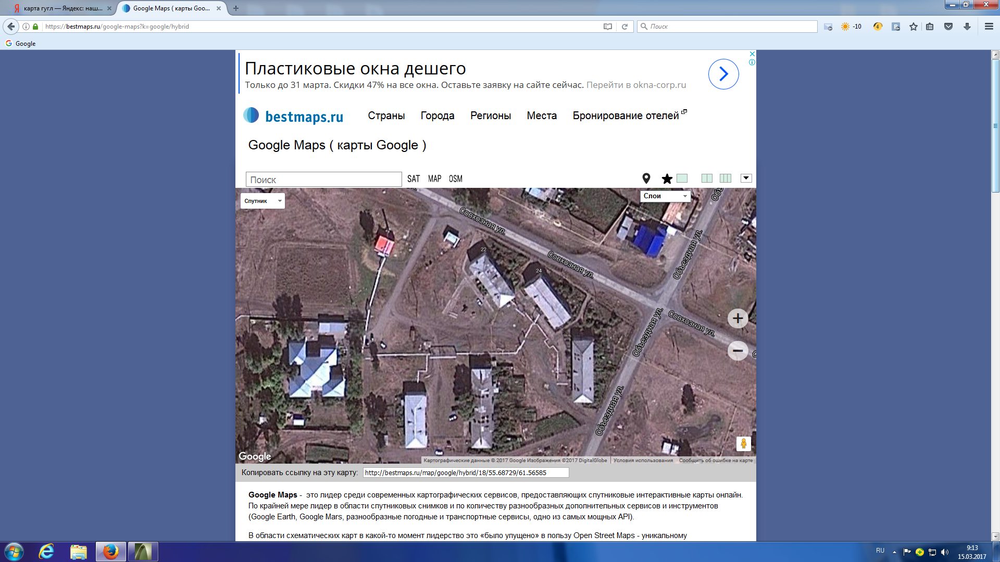 карта гугл — Яндекс: наш...
Google Maps ( карты Goo...
https://bestmaps.ru/google-maps?k=google/hybrid
Поиск
-10
4
Google
Пластиковые окна дешего
Только до 31 марта. Скидки 47% на все окна. Оставьте заявку на сайте сейчас. Перейти в okna-corp.ru
bestmaps.ru
Страны Города Регионы Места Бронирование отелей
Google Maps ( карты Google )
Поиск
SAT MAP OSM
Спутник
Слои
Объ
Совхозная ул.
22
24
Совхозная ул.
Объездная ул.
Совхозная ул.
Объездная ул.
С
Объездная ул.
Google
Картографические данные © 2017 Google Изображения ©2017 DigitalGlobe
Условия использования
Сообщить об ошибке на карте
Копировать ссылку на эту карту: http://bestmaps.ru/map/google/hybrid/18/55.68729/61.56585
Google Maps - это лидер среди современных картографических сервисов, предоставляющих спутниковые интерактивные карты онлайн.
По крайней мере лидер в области спутниковых снимков и по количеству разнообразных дополнительных сервисов и инструментов
(Google Earth, Google Mars, разнообразные погодные и транспортные сервисы, одно из самых мощных API).
В области схематических карт в какой-то момент лидерство это «было упущено» в пользу Open Street Maps - уникальному
RU
9:13
15.03.2017